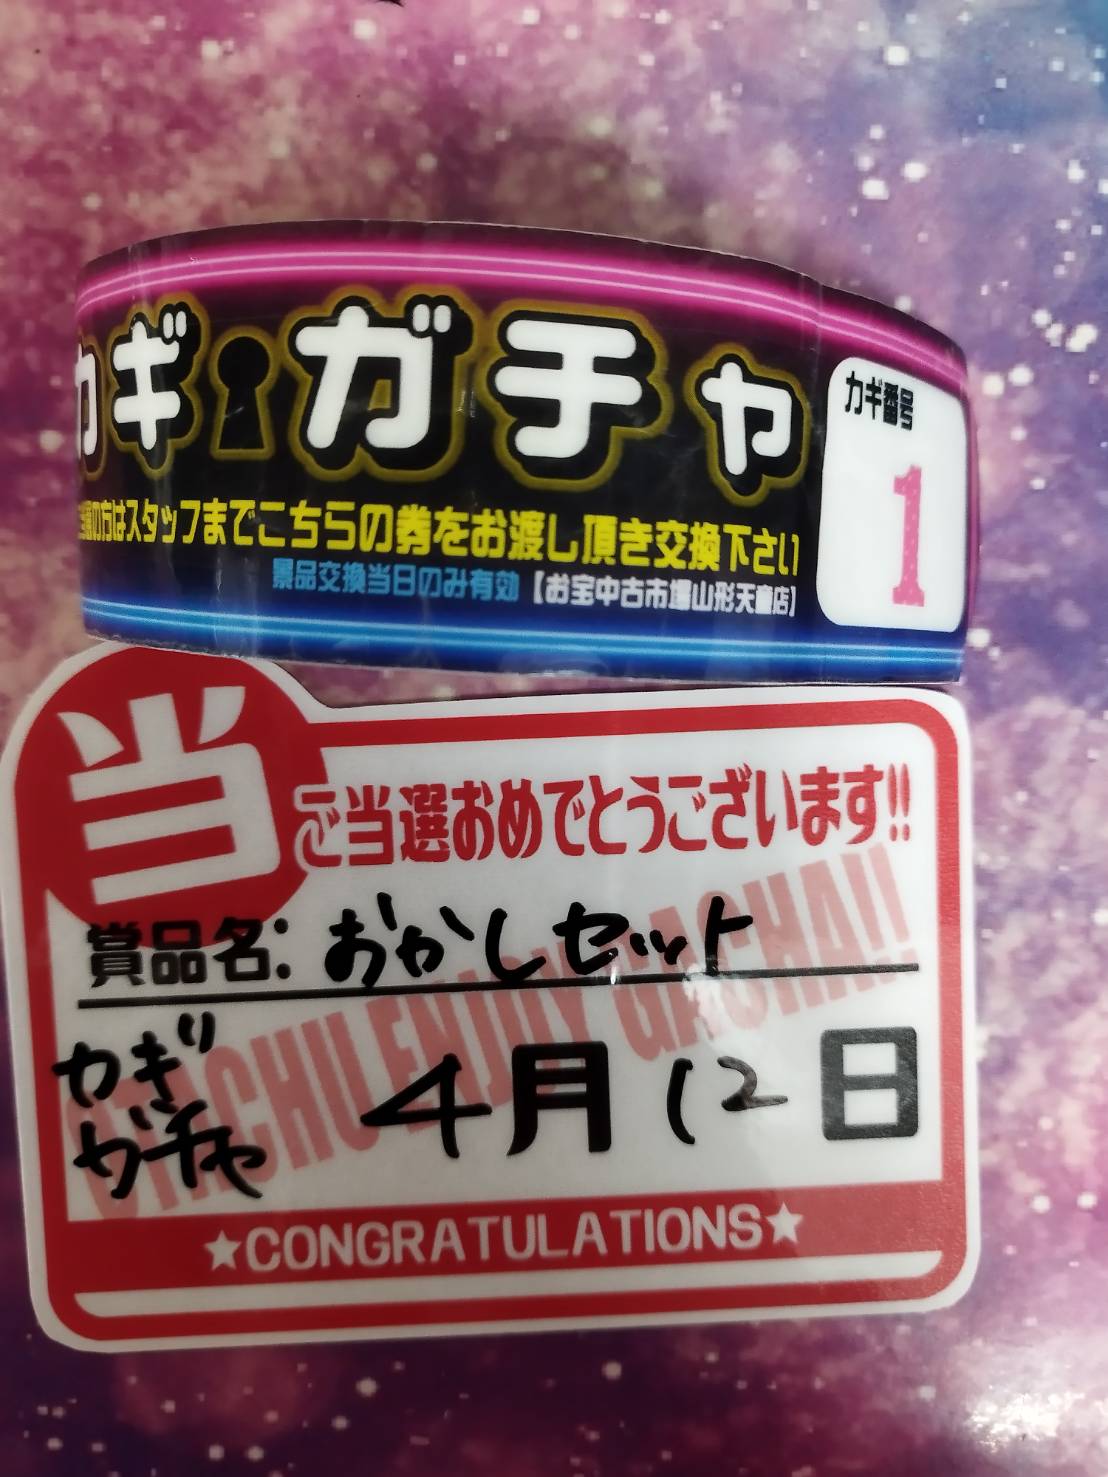 カギガチャ
カギ番号
1
当選の方はスタッフまでこちらの券をお渡し頂き交換下さい
景品交換当日のみ有効【お宝中古市場山形天童店】
当
ご当選おめでとうございます!!
賞品名:おかしセット
カギガチャ
4月12日
OTACHU ENJOY GACHA!!
★CONGRATULATIONS★